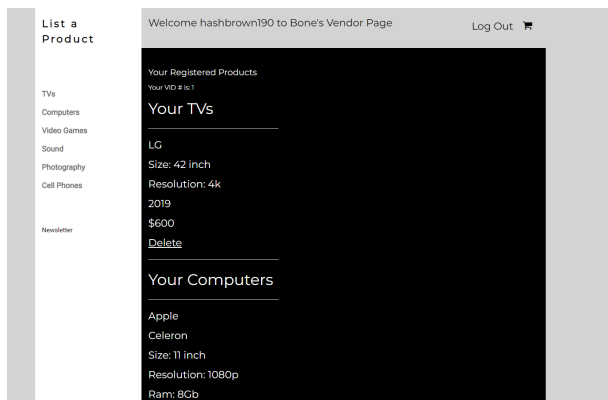 List a
Product
TVs
Computers
Video Games
Sound
Photography
Cell Phones
Newsletter
Welcome hashbrown190 to Bone's Vendor Page
Log Out
Your Registered Products
Your VID # is: 1
Your TVs
LG
Size: 42 inch
Resolution: 4k
2019
$600
Delete
Your Computers
Apple
Celeron
Size: 11 inch
Resolution: 1080p
Ram: 8Gb